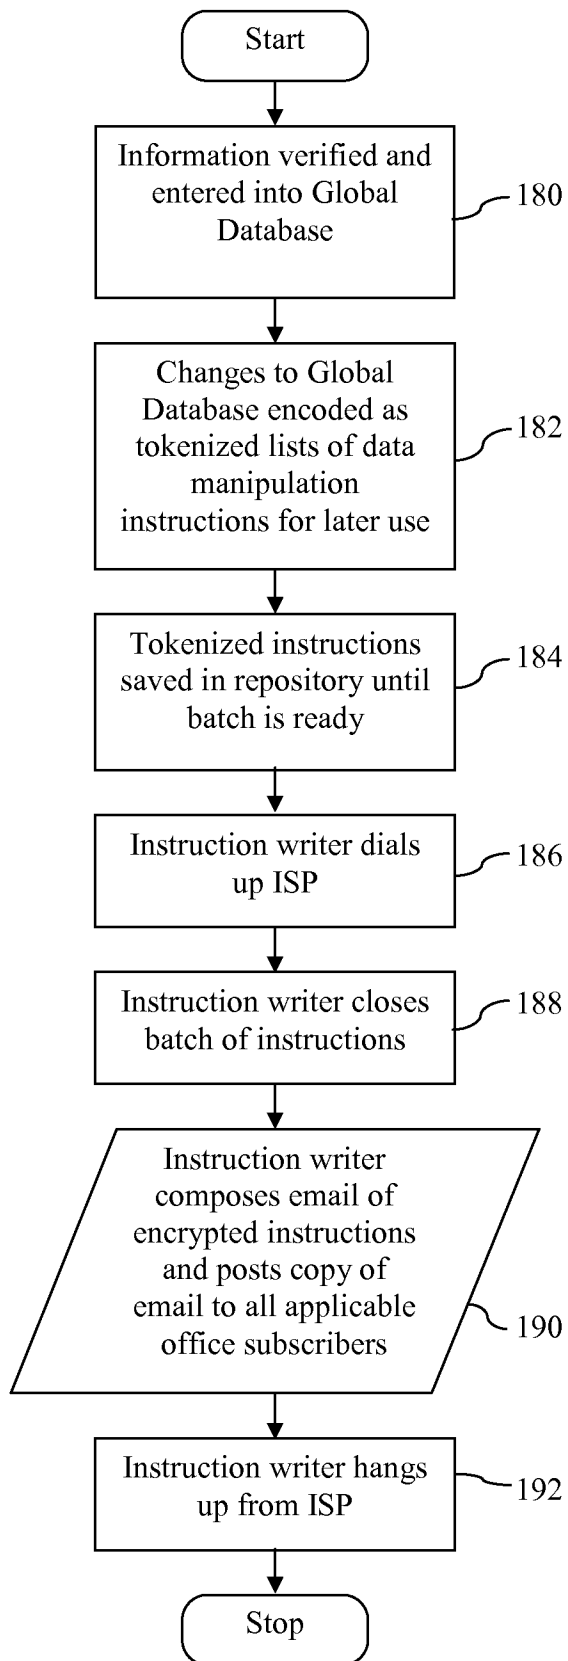 Start
Information verified and
entered into Global
Database
180
Changes to Global
Database encoded as
tokenized lists of data
manipulation
instructions for later use
182
Tokenized instructions
saved in repository until
batch is ready
184
Instruction writer dials
up ISP
186
Instruction writer closes
batch of instructions
188
Instruction writer
composes email of
encrypted instructions
and posts copy of
email to all applicable
office subscribers
190
Instruction writer hangs
up from ISP
192
Stop